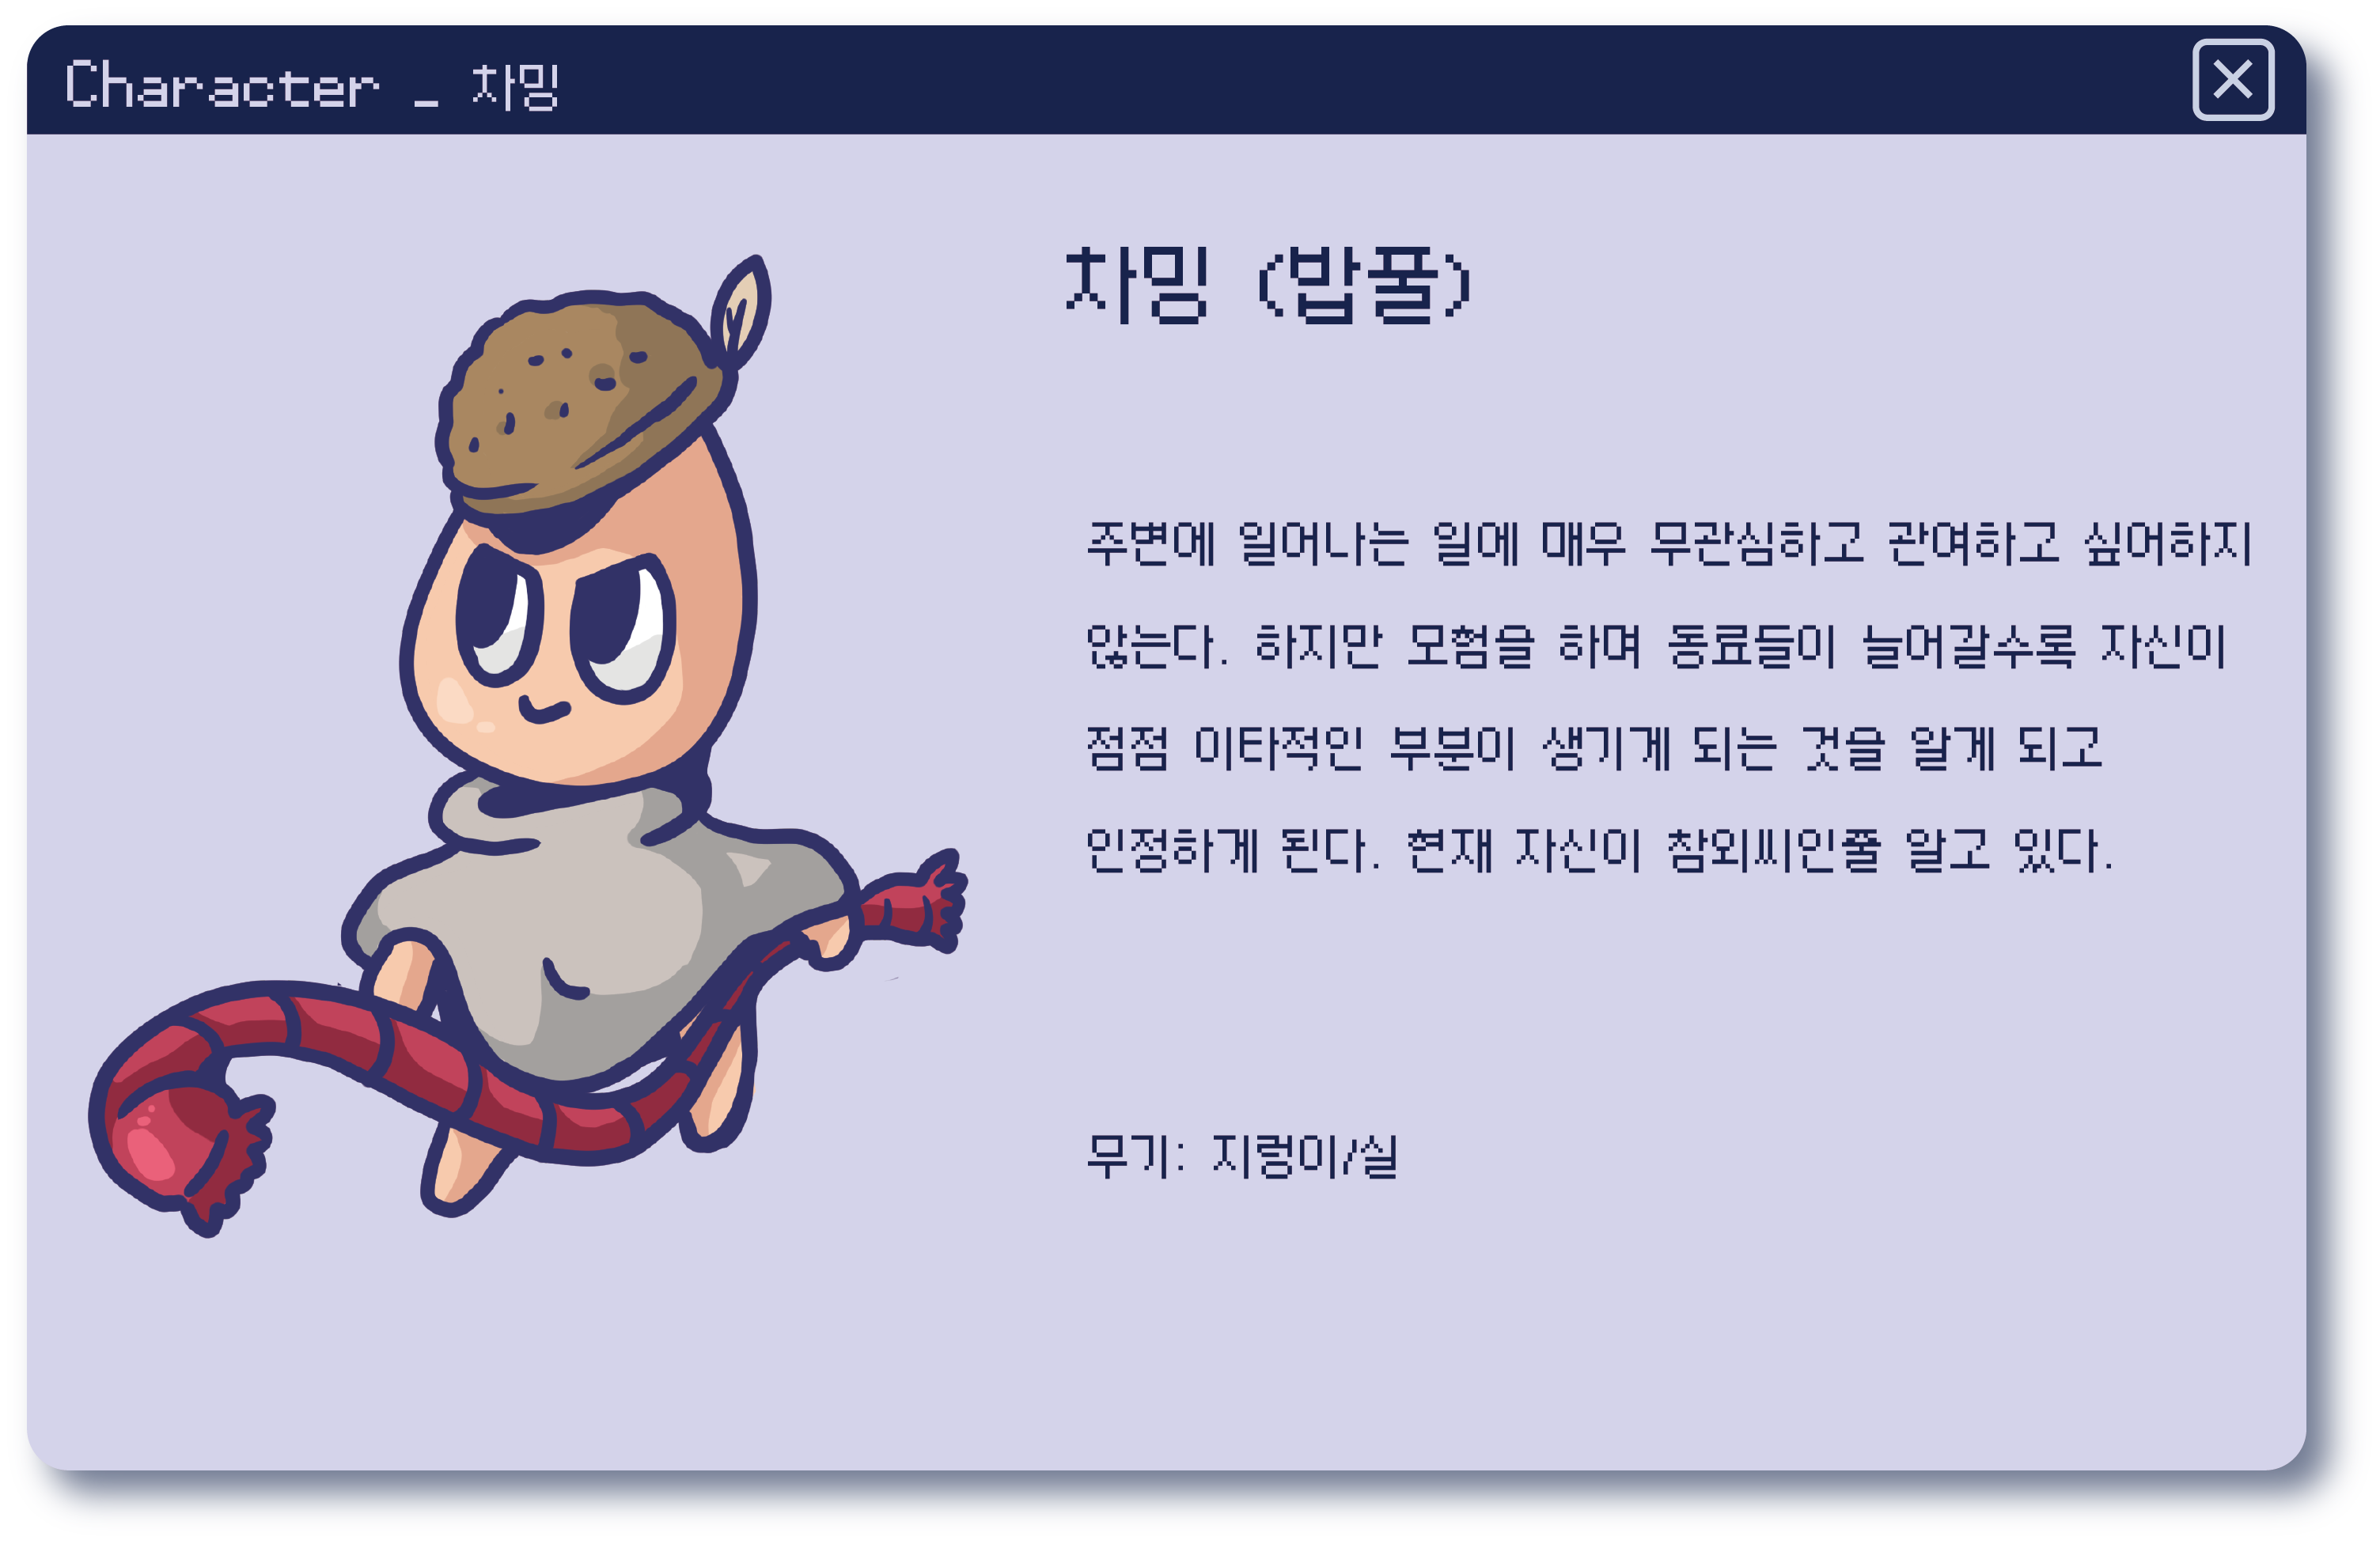 Character _ 차밍
차밍 (밥풀)
주변에 일어나는 일에 매우 무관심하고 관여하고 싶어하지
않는다. 하지만 모험을 하며 동료들이 늘어갈수록 자신이
점점 이타적인 부분이 생기게 되는 것을 알게 되고
인정하게 된다. 현재 자신이 참외씨인줄 알고 있다.
무기: 지렁이/실